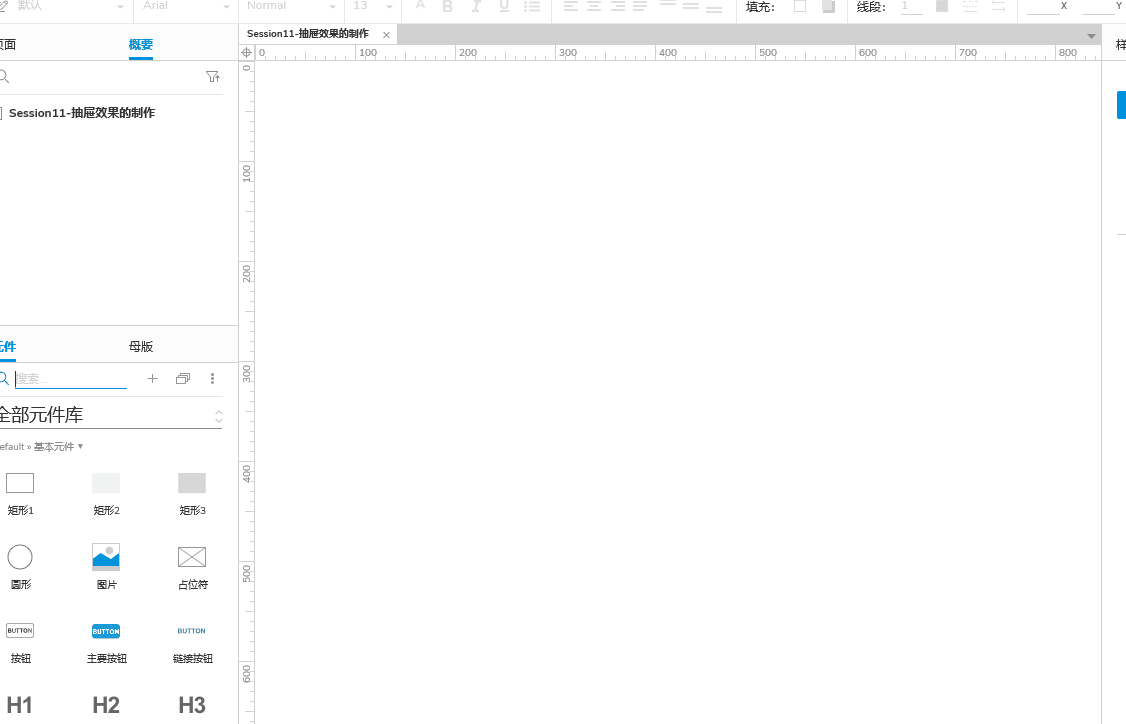 默认 Arial Normal 13 填充： 线段： 1 X Y
页面 概要
Session11-抽屉效果的制作
样
0 100 200 300 400 500 600 700 800
0
100
200
300
400
500
600
Session11-抽屉效果的制作
元件 母版
搜索...
全部元件库
efault » 基本元件 ▾
矩形1 矩形2 矩形3
圆形 图片 占位符
BUTTON BUTTON BUTTON
按钮 主要按钮 链接按钮
H1 H2 H3